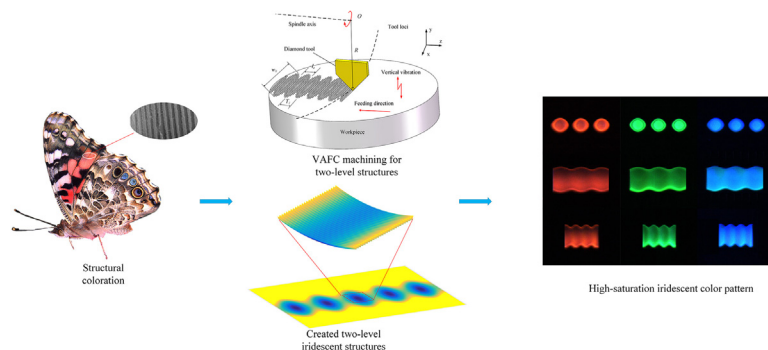 Structural
coloration
Spindle axis
O
Tool loci
R
Diamond tool
y
z
x
Vertical vibration
Feeding direction
Workpiece
VAFC machining for
two-level structures
Created two-level
iridescent structures
High-saturation iridescent color pattern